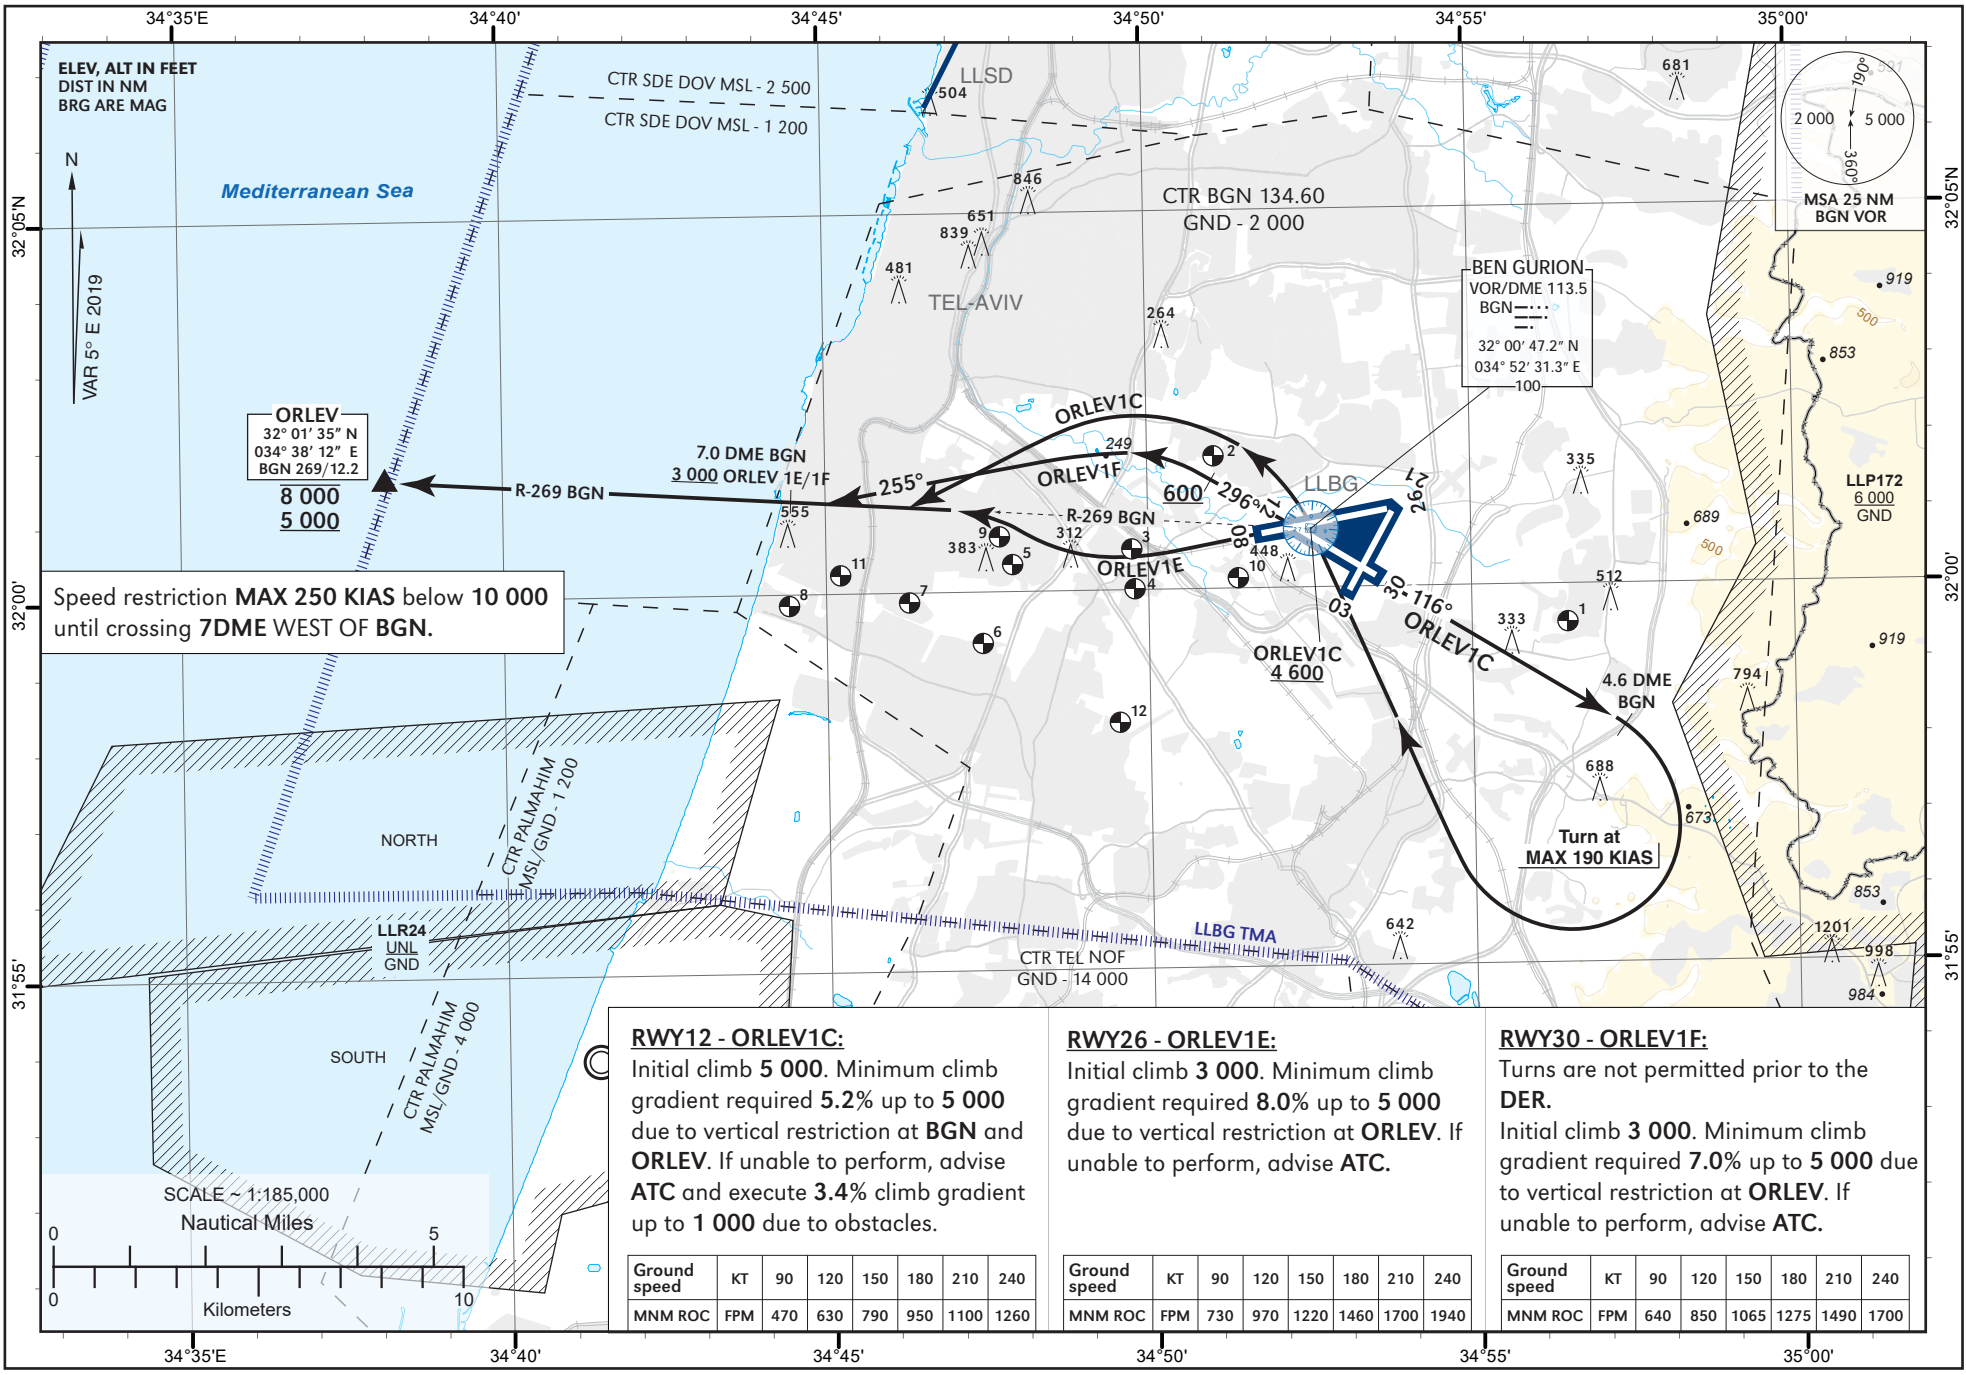 34°35'E
34°40'
34°45'
34°50'
34°55'
35°00'
ELEV, ALT IN FEET
DIST IN NM
BRG ARE MAG
N
VAR 5° E 2019
Mediterranean Sea
CTR SDE DOV MSL - 2 500
CTR SDE DOV MSL - 1 200
LLSD
504
681
190°
2 000
5 000
360°
MSA 25 NM
BGN VOR
32°05'N
32°05'N
CTR BGN 134.60
GND - 2 000
846
651
839
481
TEL-AVIV
264
BEN GURION
VOR/DME 113.5
BGN
32° 00' 47.2" N
034° 52' 31.3" E
100
919
500
853
ORLEV
32° 01' 35" N
034° 38' 12" E
BGN 269/12.2
8 000
5 000
R-269 BGN
7.0 DME BGN
3 000 ORLEV 1E/1F
255°
ORLEV1C
249
ORLEV1F
2
600
296°
12
LLBG
21
26
335
LLP172
6 000
GND
689
500
555
R-269 BGN
9
383
5
312
3
ORLEV1E
4
08
448
10
11
8
7
6
12
30
03
116°
ORLEV1C
333
512
1
ORLEV1C
4 600
4.6 DME
BGN
919
794
32°00'
32°00'
Speed restriction MAX 250 KIAS below 10 000
until crossing 7DME WEST OF BGN.
688
673
Turn at
MAX 190 KIAS
853
1201
998
984
642
NORTH
CTR PALMAHIM
MSL/GND - 1 200
LLR24
UNL
GND
LLBG TMA
CTR TEL NOF
GND - 14 000
31°55'
31°55'
SOUTH
CTR PALMAHIM
MSL/GND - 4 000
SCALE ~ 1:185,000
Nautical Miles
0
5
0
10
Kilometers
RWY12 - ORLEV1C:
Initial climb 5 000. Minimum climb
gradient required 5.2% up to 5 000
due to vertical restriction at BGN and
ORLEV. If unable to perform, advise
ATC and execute 3.4% climb gradient
up to 1 000 due to obstacles.
Ground speed KT 90 120 150 180 210 240
MNM ROC FPM 470 630 790 950 1100 1260
RWY26 - ORLEV1E:
Initial climb 3 000. Minimum climb
gradient required 8.0% up to 5 000
due to vertical restriction at ORLEV. If
unable to perform, advise ATC.
Ground speed KT 90 120 150 180 210 240
MNM ROC FPM 730 970 1220 1460 1700 1940
RWY30 - ORLEV1F:
Turns are not permitted prior to the
DER.
Initial climb 3 000. Minimum climb
gradient required 7.0% up to 5 000 due
to vertical restriction at ORLEV. If
unable to perform, advise ATC.
Ground speed KT 90 120 150 180 210 240
MNM ROC FPM 640 850 1065 1275 1490 1700
34°35'E
34°40'
34°45'
34°50'
34°55'
35°00'